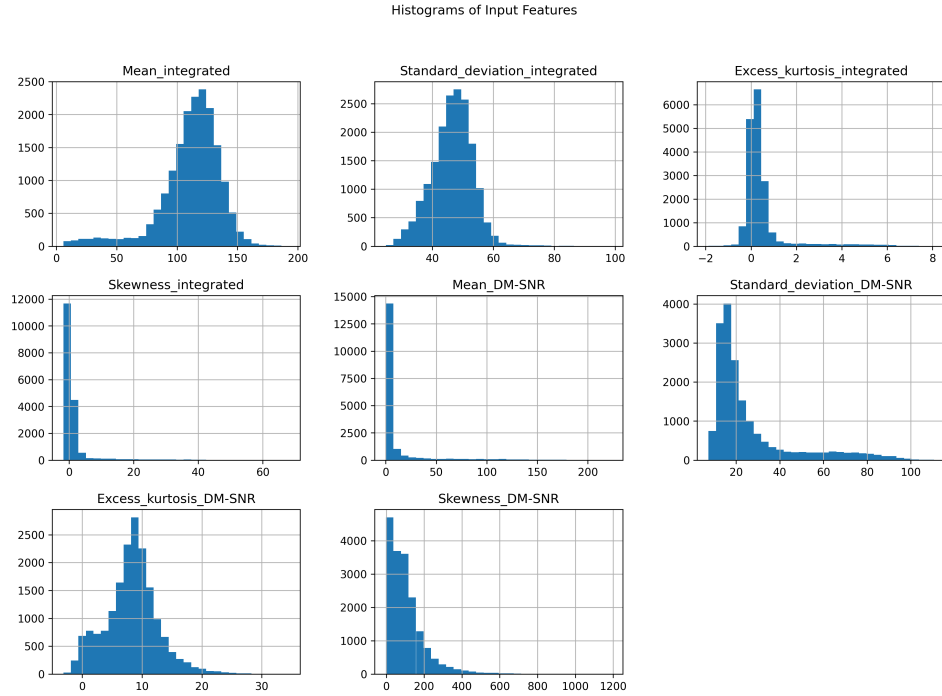 Histograms of Input Features
Mean_integrated
2500
2000
1500
1000
500
0
0 50 100 150 200
Standard_deviation_integrated
2500
2000
1500
1000
500
0
40 60 80 100
Excess_kurtosis_integrated
6000
5000
4000
3000
2000
1000
0
−2 0 2 4 6 8
Skewness_integrated
12000
10000
8000
6000
4000
2000
0
0 20 40 60
Mean_DM-SNR
15000
12500
10000
7500
5000
2500
0
0 50 100 150 200
Standard_deviation_DM-SNR
4000
3000
2000
1000
0
20 40 60 80 100
Excess_kurtosis_DM-SNR
2500
2000
1500
1000
500
0
0 10 20 30
Skewness_DM-SNR
4000
3000
2000
1000
0
0 200 400 600 800 1000 1200